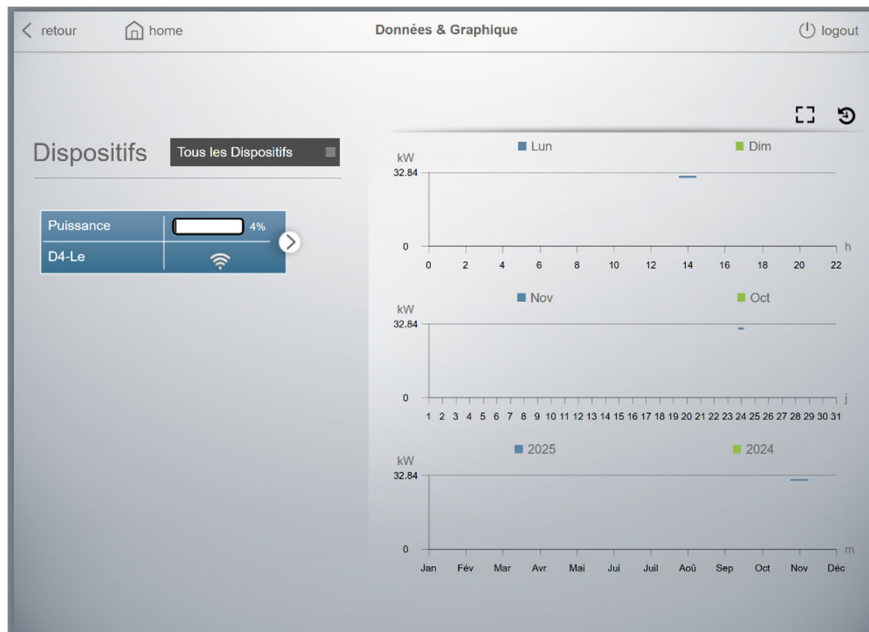 retour home Données & Graphique logout
Dispositifs Tous les Dispositifs
Puissance 4%
D4-Le
Lun Dim
kW
32.84
0 h
0 2 4 6 8 10 12 14 16 18 20 22
Nov Oct
kW
32.84
0 j
1 2 3 4 5 6 7 8 9 10 11 12 13 14 15 16 17 18 19 20 21 22 23 24 25 26 27 28 29 30 31
2025 2024
kW
32.84
0 m
Jan Fév Mar Avr Mai Jui Juil Aoû Sep Oct Nov Déc